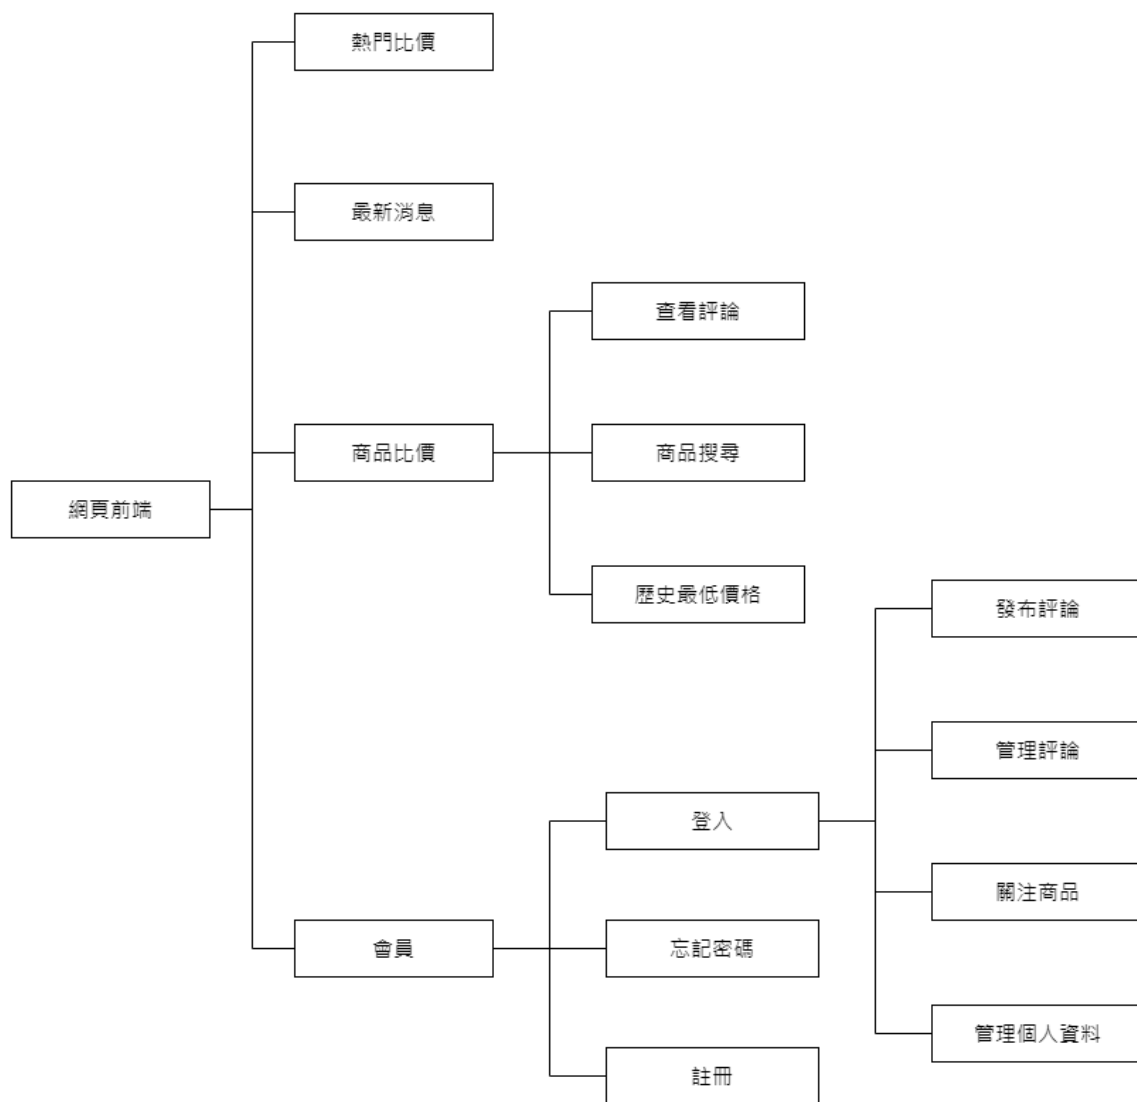 熱門比價
最新消息
查看評論
商品比價
商品搜尋
網頁前端
歷史最低價格
發布評論
管理評論
登入
關注商品
會員
忘記密碼
管理個人資料
註冊